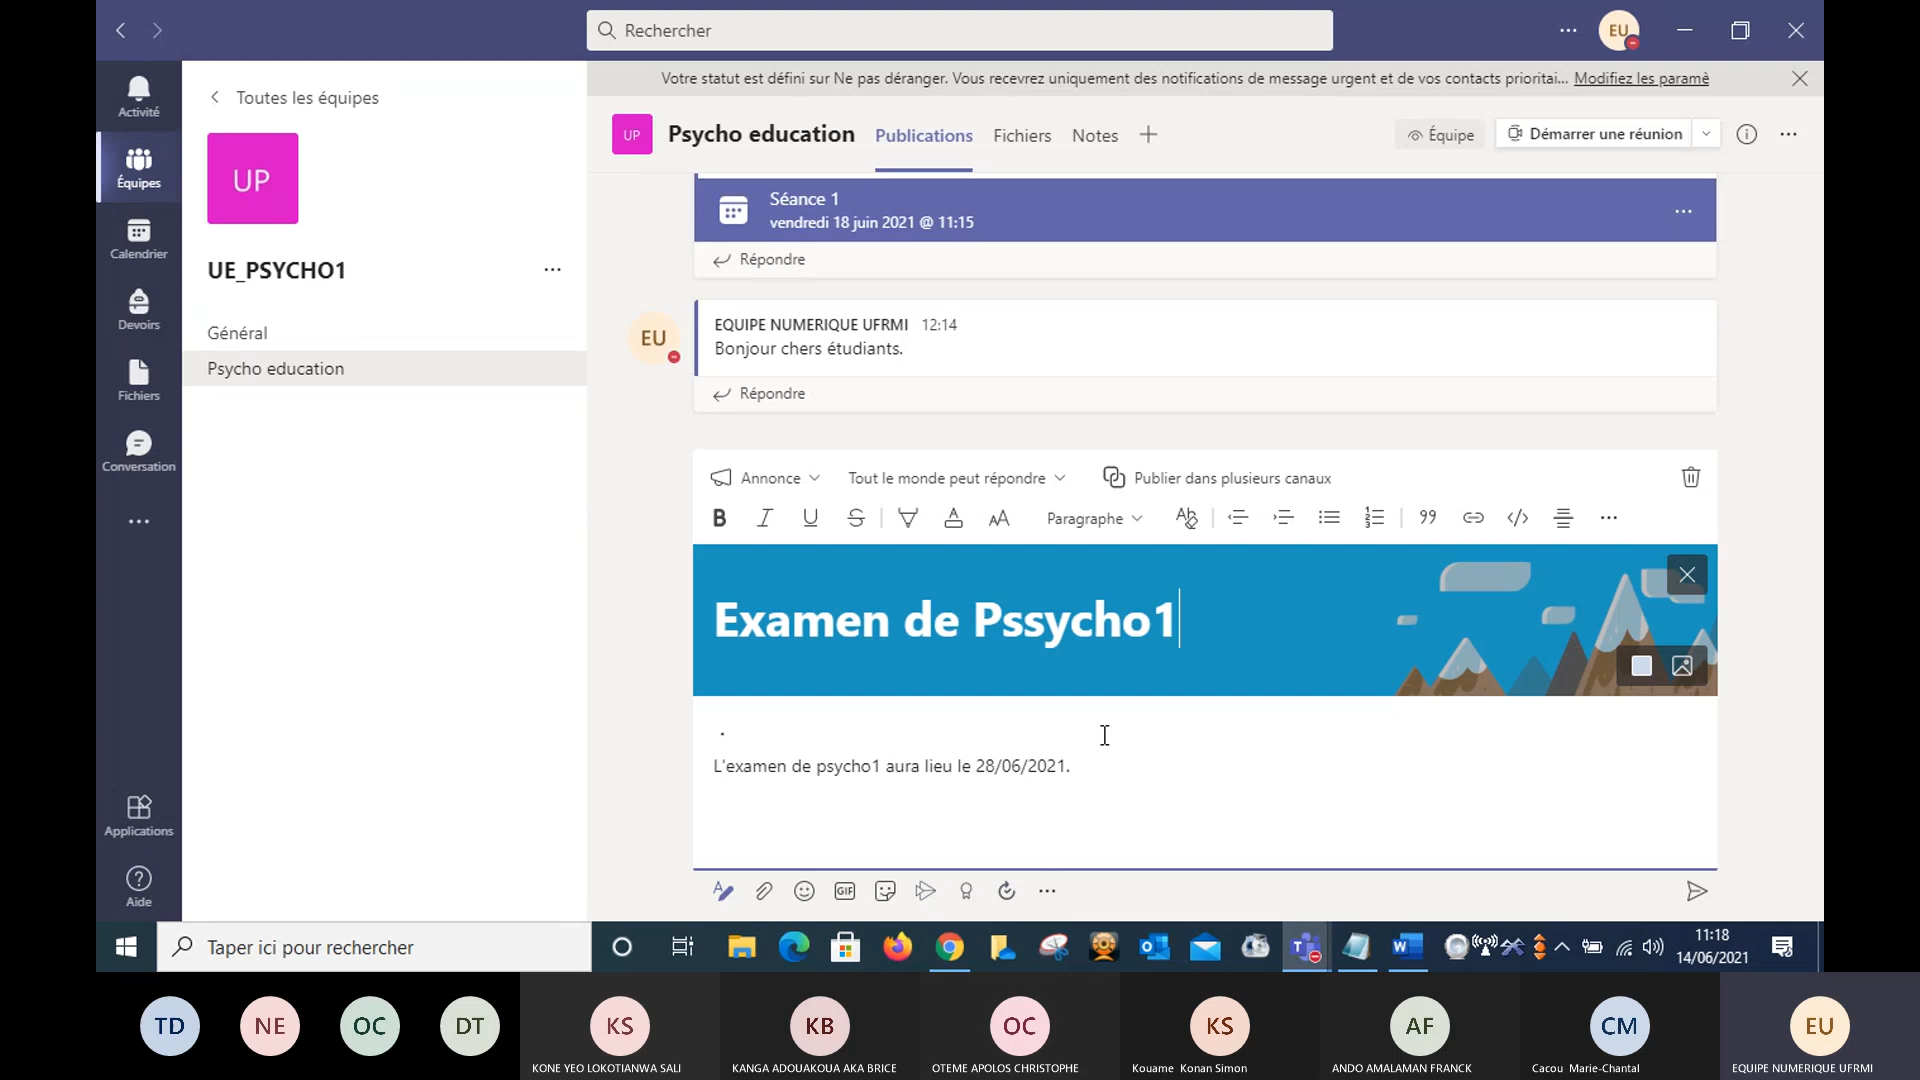 Rechercher
EU
Votre statut est défini sur Ne pas déranger. Vous recevrez uniquement des notifications de message urgent et de vos contacts prioritai... Modifiez les paramè
Activité
Équipes
Calendrier
Devoirs
Fichiers
Conversation
Applications
Aide
Toutes les équipes
UP
UE_PSYCHO1
Général
Psycho education
UP Psycho education Publications Fichiers Notes
Équipe Démarrer une réunion
Séance 1
vendredi 18 juin 2021 @ 11:15
Répondre
EU
EQUIPE NUMERIQUE UFRMI 12:14
Bonjour chers étudiants.
Répondre
Annonce Tout le monde peut répondre Publier dans plusieurs canaux
Paragraphe
Examen de Pssycho1
.
L'examen de psycho1 aura lieu le 28/06/2021.
GIF
Taper ici pour rechercher
11:18
14/06/2021
TD NE OC DT KS KB OC KS AF CM EU
KONE YEO LOKOTIANWA SALI KANGA ADOUAKOUA AKA BRICE OTEME APOLOS CHRISTOPHE Kouame Konan Simon ANDO AMALAMAN FRANCK Cacou Marie-Chantal EQUIPE NUMERIQUE UFRMI